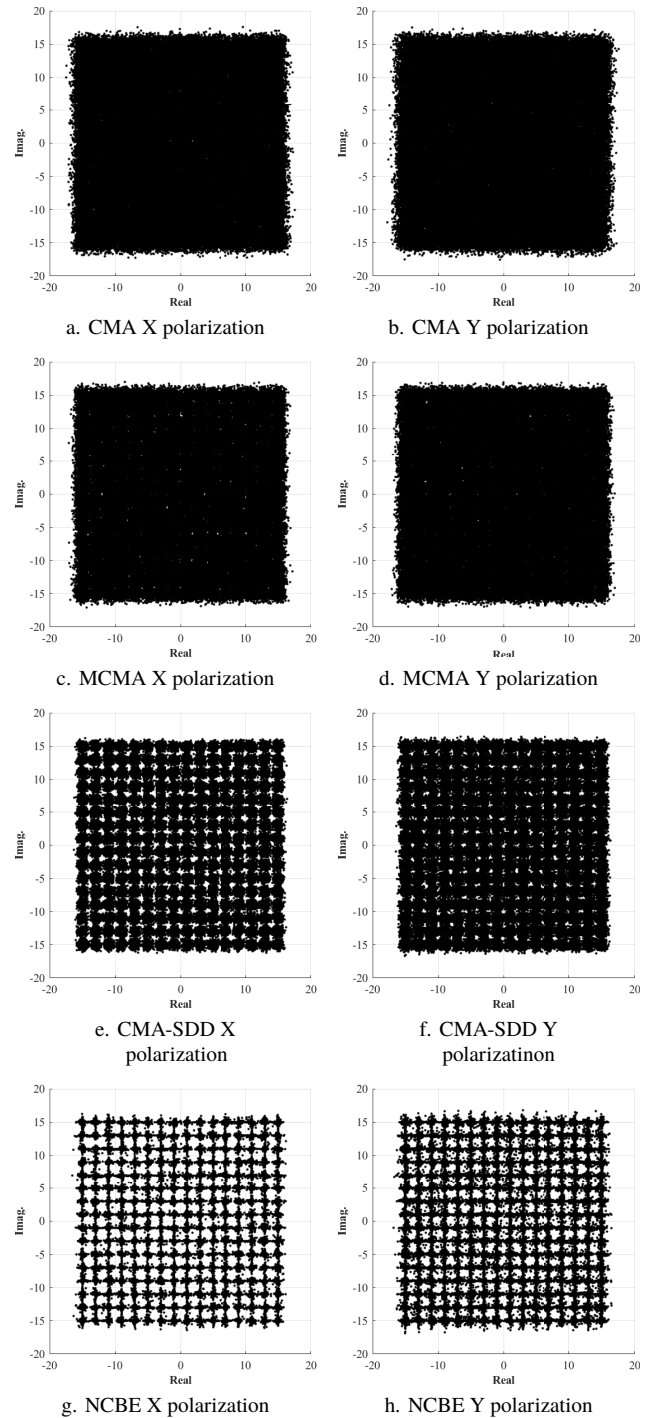 20
15
10
5
0
-5
-10
-15
-20
Imag.
-20 -10 0 10 20
Real
a. CMA X polarization
20
15
10
5
0
-5
-10
-15
-20
Imag.
-20 -10 0 10 20
Real
b. CMA Y polarization
20
15
10
5
0
-5
-10
-15
-20
Imag.
-20 -10 0 10 20
Real
c. MCMA X polarization
20
15
10
5
0
-5
-10
-15
-20
Imag.
-20 -10 0 10 20
Real
d. MCMA Y polarization
20
15
10
5
0
-5
-10
-15
-20
Imag.
-20 -10 0 10 20
Real
e. CMA-SDD X
polarization
20
15
10
5
0
-5
-10
-15
-20
Imag.
-20 -10 0 10 20
Real
f. CMA-SDD Y
polarizatinon
20
15
10
5
0
-5
-10
-15
-20
Imag.
-20 -10 0 10 20
Real
g. NCBE X polarization
20
15
10
5
0
-5
-10
-15
-20
Imag.
-20 -10 0 10 20
Real
h. NCBE Y polarization